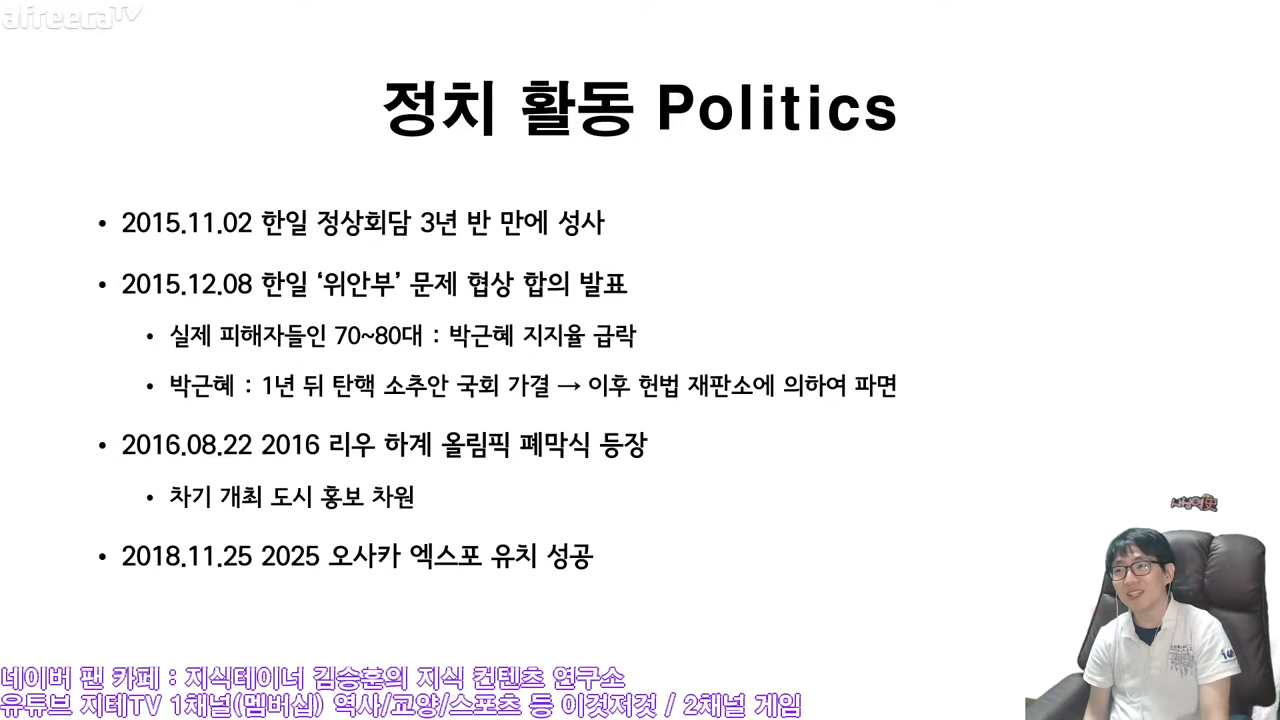 afreecaTV
정치 활동 Politics
• 2015.11.02 한일 정상회담 3년 반 만에 성사
• 2015.12.08 한일 ‘위안부’ 문제 협상 합의 발표
• 실제 피해자들인 70~80대 : 박근혜 지지율 급락
• 박근혜 : 1년 뒤 탄핵 소추안 국회 가결 → 이후 헌법 재판소에 의하여 파면
• 2016.08.22 2016 리우 하계 올림픽 폐막식 등장
• 차기 개최 도시 홍보 차원
• 2018.11.25 2025 오사카 엑스포 유치 성공
네이버 팬 카페 : 지식테이너 김승훈의 지식 컨텐츠 연구소
유튜브 지테TV 1채널(멤버십) 역사/교양/스포츠 등 이것저것 / 2채널 게임